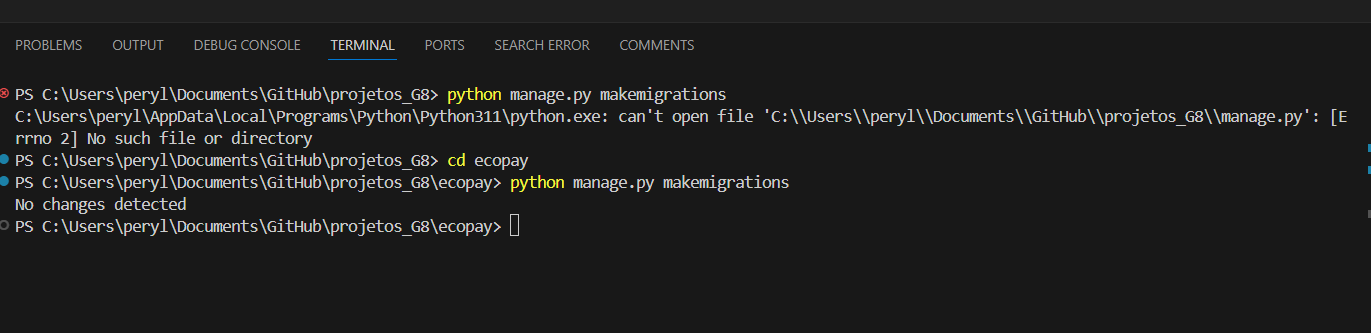 PROBLEMS OUTPUT DEBUG CONSOLE TERMINAL PORTS SEARCH ERROR COMMENTS
PS C:\Users\peryl\Documents\GitHub\projetos_G8> python manage.py makemigrations
C:\Users\peryl\AppData\Local\Programs\Python\Python311\python.exe: can't open file 'C:\\Users\\peryl\\Documents\\GitHub\\projetos_G8\\manage.py': [E
rrno 2] No such file or directory
PS C:\Users\peryl\Documents\GitHub\projetos_G8> cd ecopay
PS C:\Users\peryl\Documents\GitHub\projetos_G8\ecopay> python manage.py makemigrations
No changes detected
PS C:\Users\peryl\Documents\GitHub\projetos_G8\ecopay>